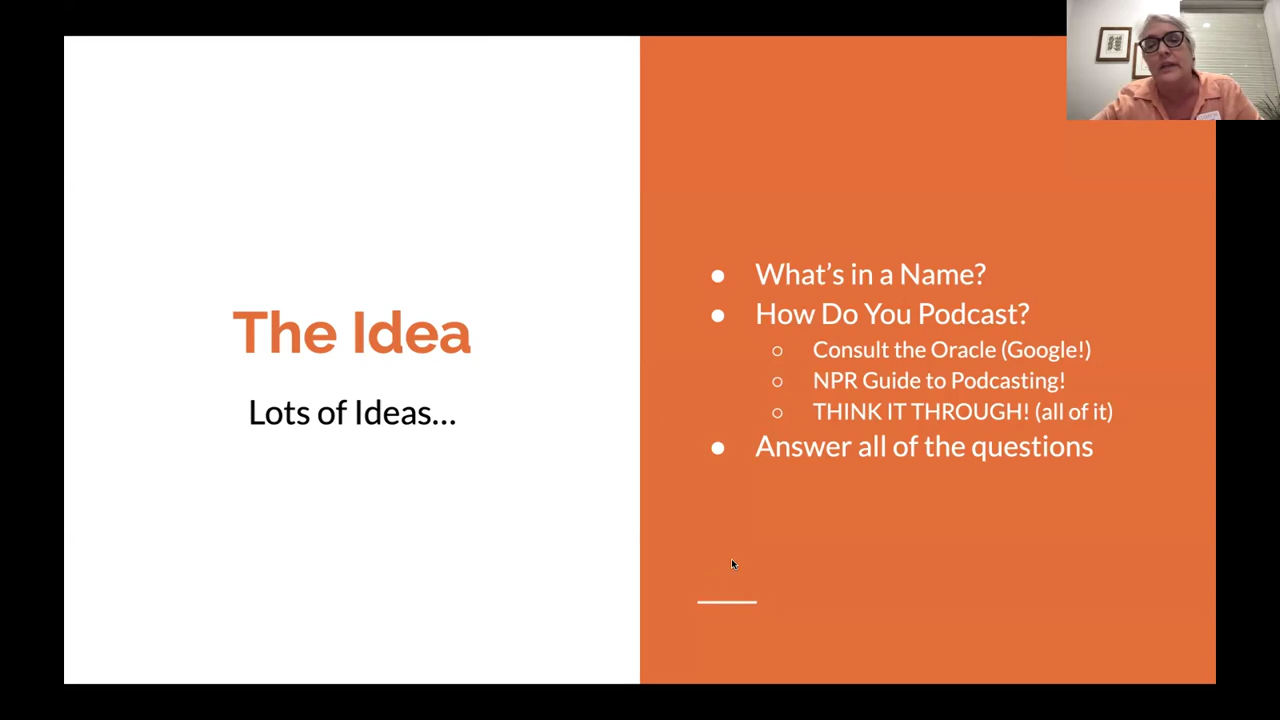 The Idea
Lots of Ideas...
● What's in a Name?
● How Do You Podcast?
○ Consult the Oracle (Google!)
○ NPR Guide to Podcasting!
○ THINK IT THROUGH! (all of it)
● Answer all of the questions